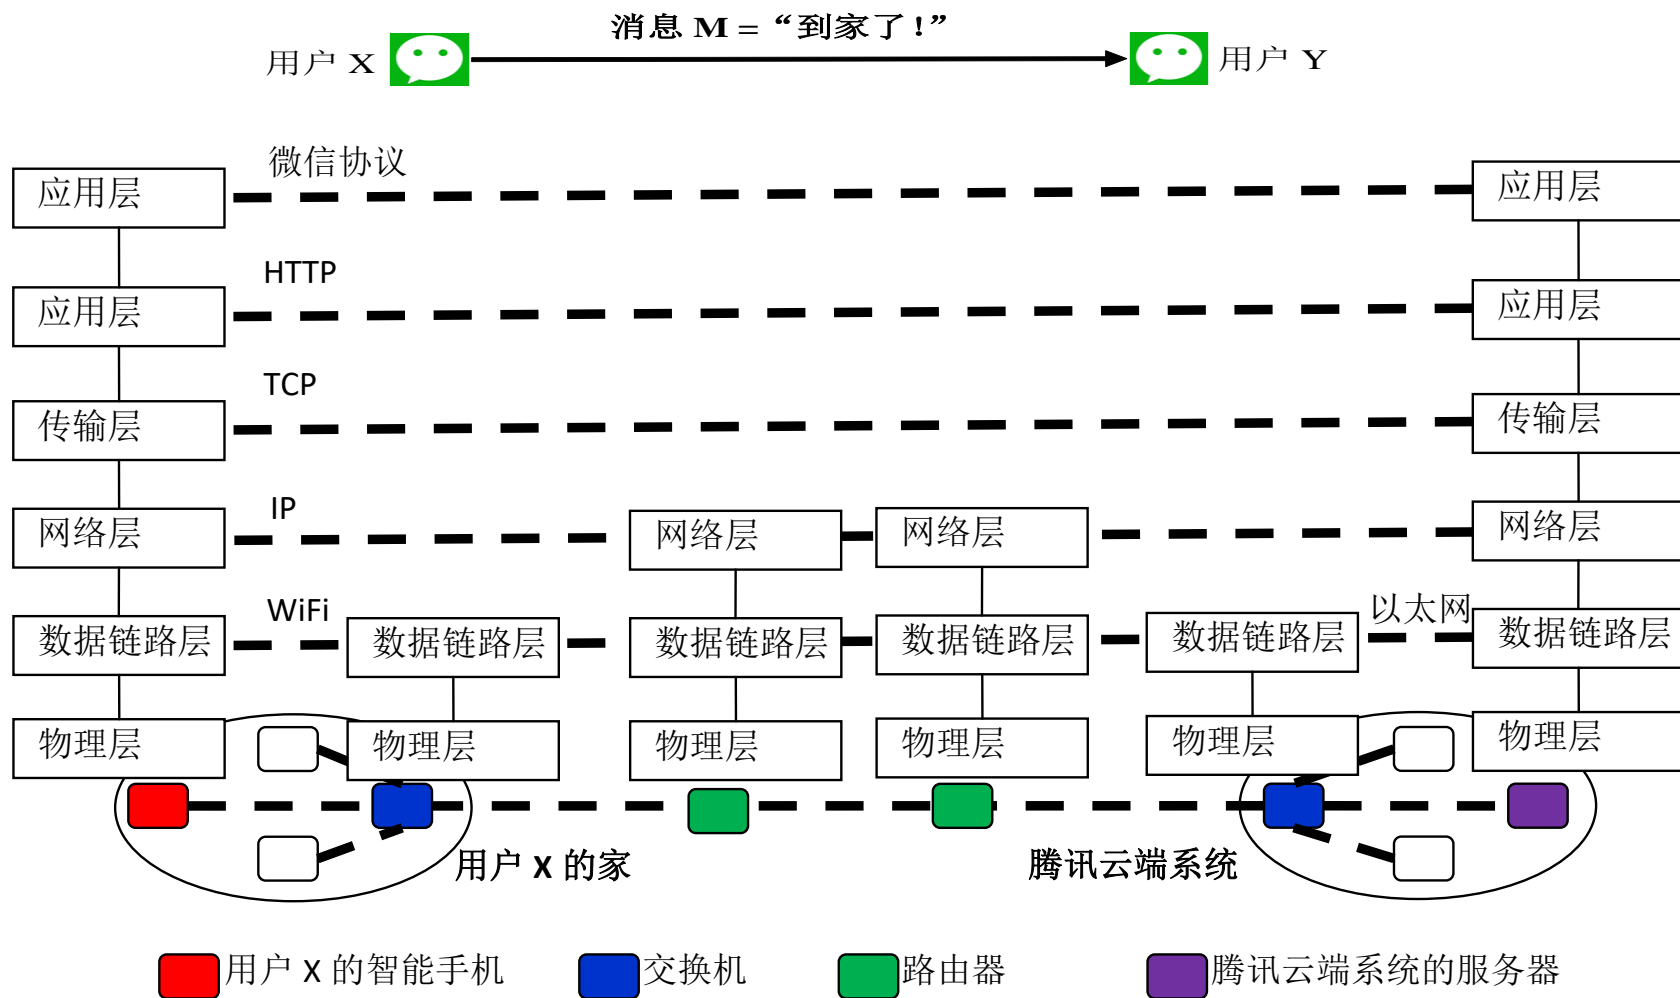 消息 M = “到家了！”
用户 X
用户 Y
微信协议
应用层
应用层
HTTP
应用层
应用层
TCP
传输层
传输层
IP
网络层
网络层
网络层
网络层
WiFi
以太网
数据链路层
数据链路层
数据链路层
数据链路层
数据链路层
数据链路层
物理层
物理层
物理层
物理层
物理层
物理层
用户 X 的家
腾讯云端系统
用户 X 的智能手机
交换机
路由器
腾讯云端系统的服务器